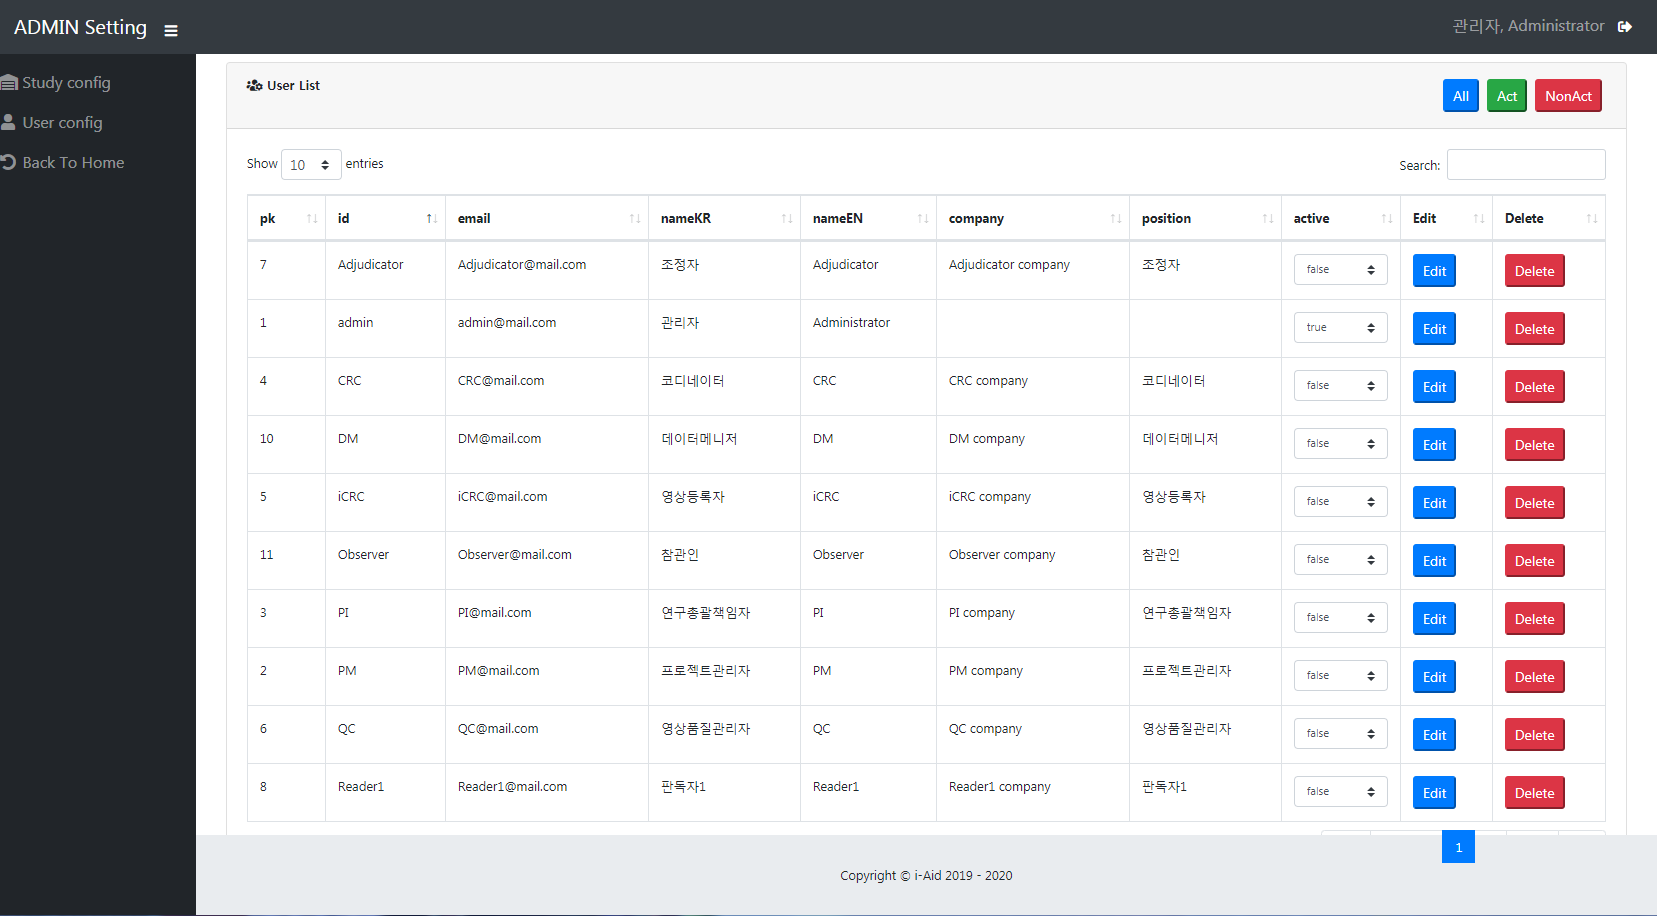 ADMIN Setting
관리자, Administrator
Study config
User config
Back To Home
User List
All Act NonAct
Show 10 entries
Search:
pk id email nameKR nameEN company position active Edit Delete
7 Adjudicator Adjudicator@mail.com 조정자 Adjudicator Adjudicator company 조정자 false Edit Delete
1 admin admin@mail.com 관리자 Administrator true Edit Delete
4 CRC CRC@mail.com 코디네이터 CRC CRC company 코디네이터 false Edit Delete
10 DM DM@mail.com 데이터메니저 DM DM company 데이터메니저 false Edit Delete
5 iCRC iCRC@mail.com 영상등록자 iCRC iCRC company 영상등록자 false Edit Delete
11 Observer Observer@mail.com 참관인 Observer Observer company 참관인 false Edit Delete
3 PI PI@mail.com 연구총괄책임자 PI PI company 연구총괄책임자 false Edit Delete
2 PM PM@mail.com 프로젝트관리자 PM PM company 프로젝트관리자 false Edit Delete
6 QC QC@mail.com 영상품질관리자 QC QC company 영상품질관리자 false Edit Delete
8 Reader1 Reader1@mail.com 판독자1 Reader1 Reader1 company 판독자1 false Edit Delete
1
Copyright © i-Aid 2019 - 2020